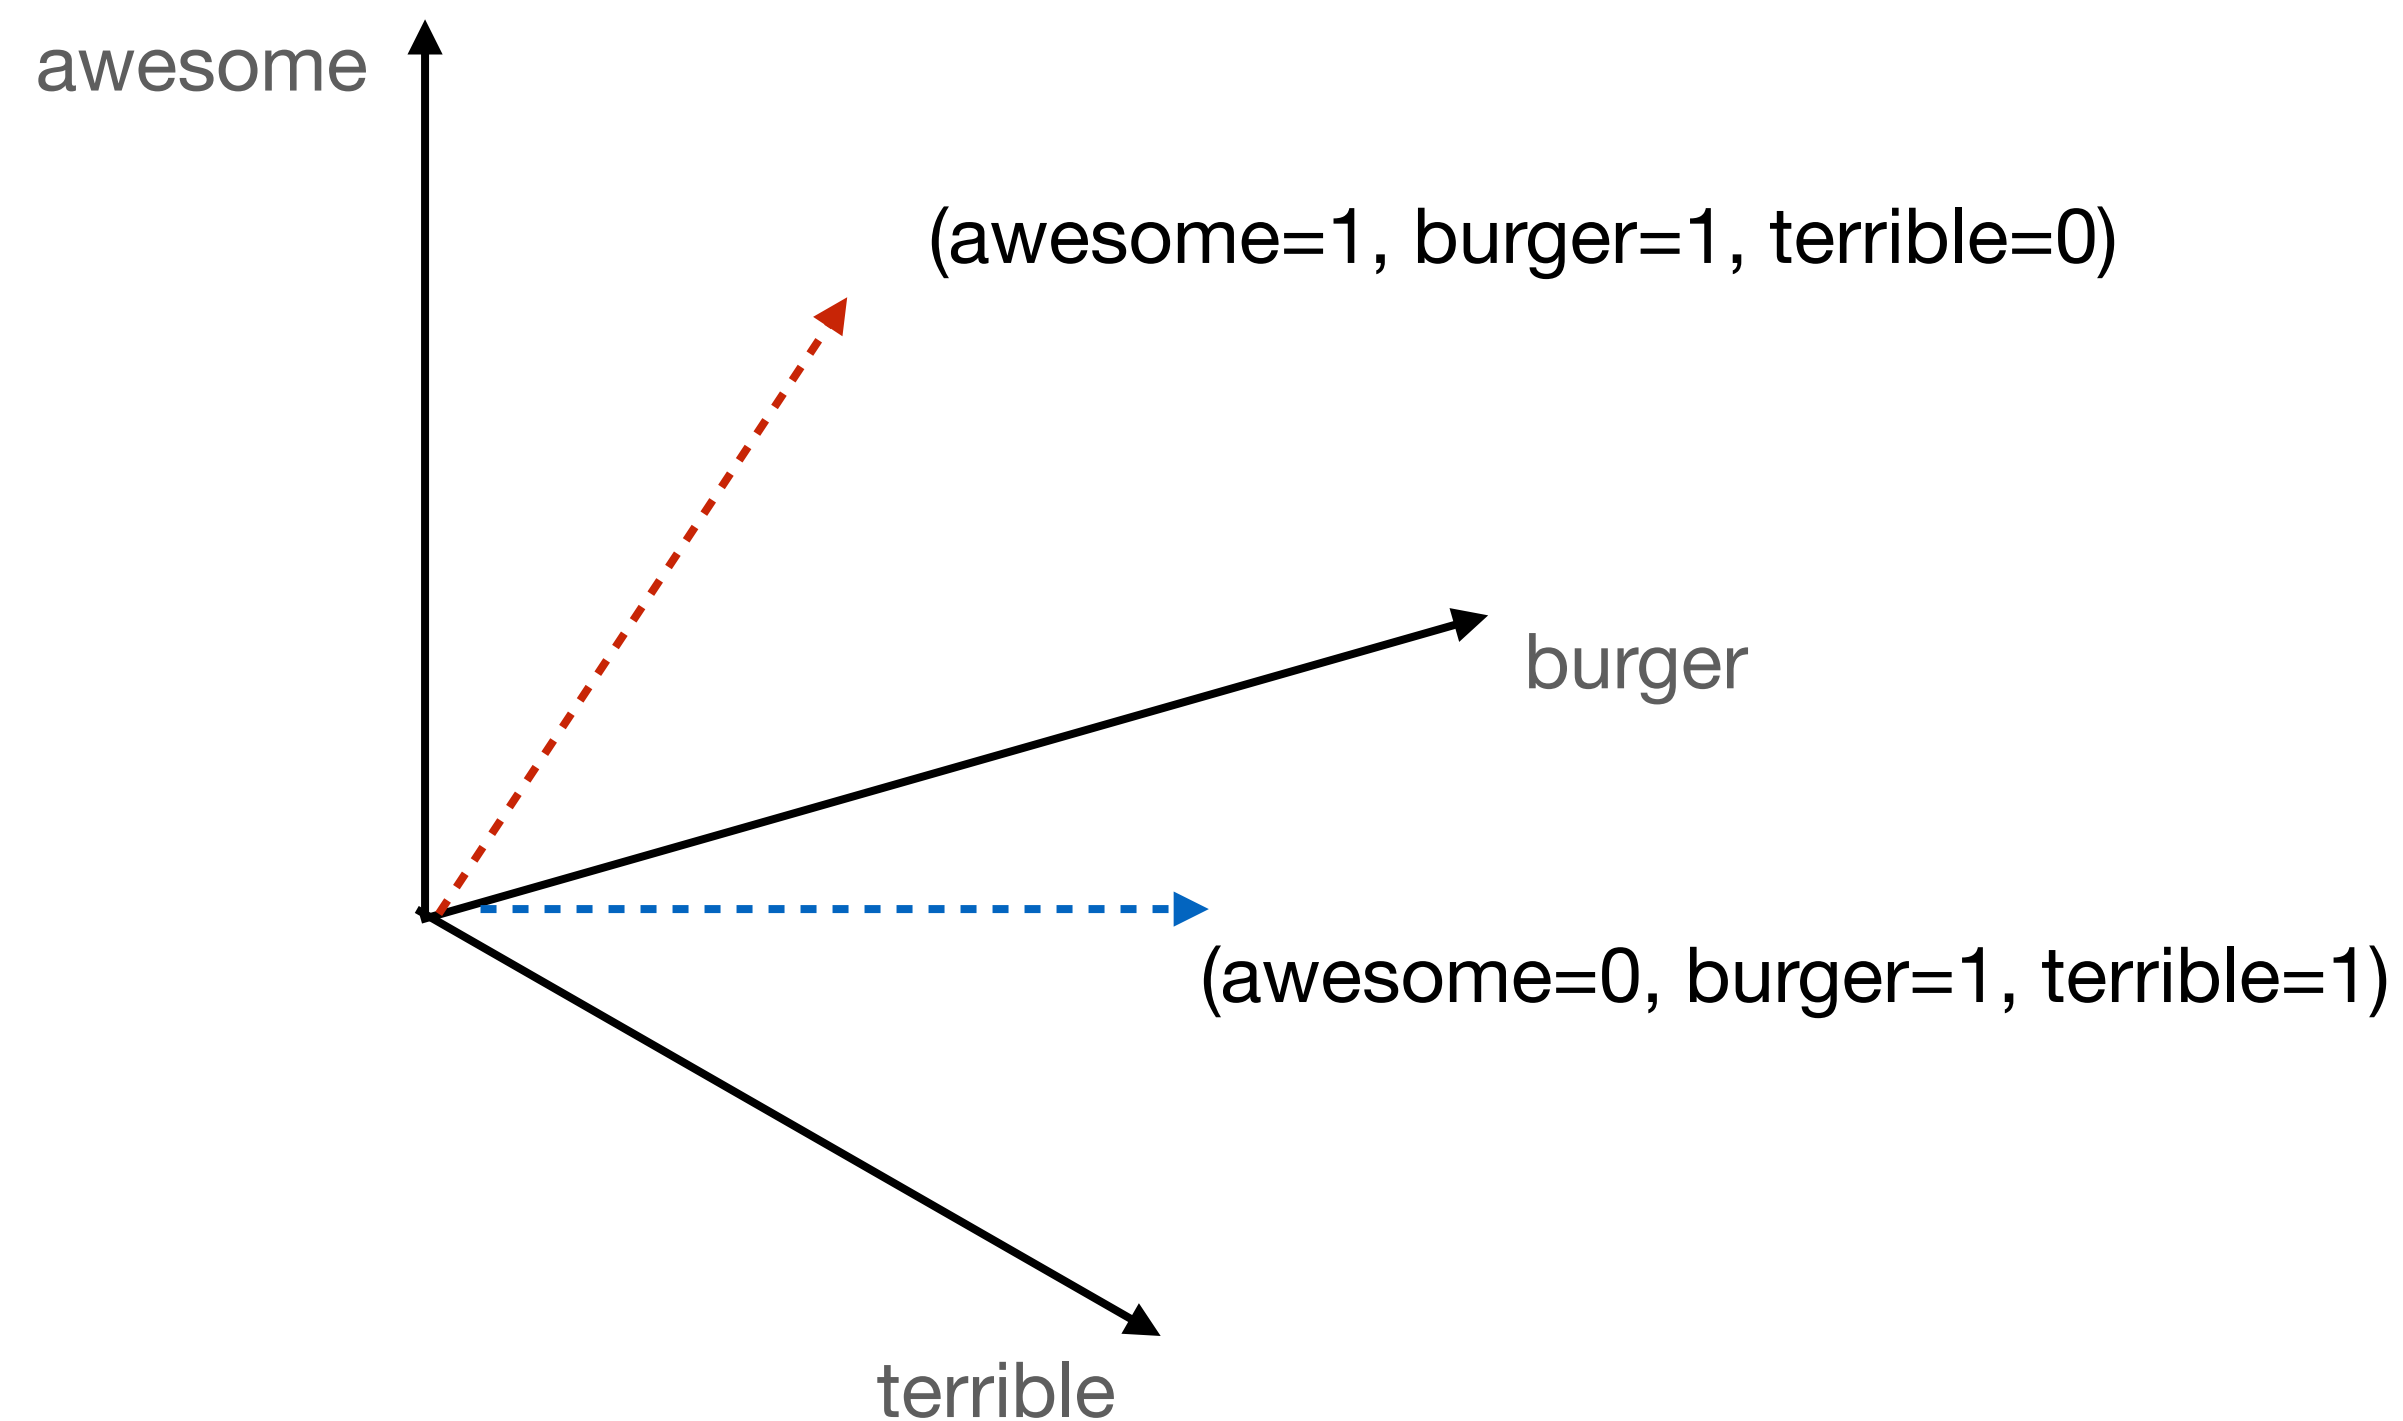 awesome
(awesome=1, burger=1, terrible=0)
burger
(awesome=0, burger=1, terrible=1)
terrible